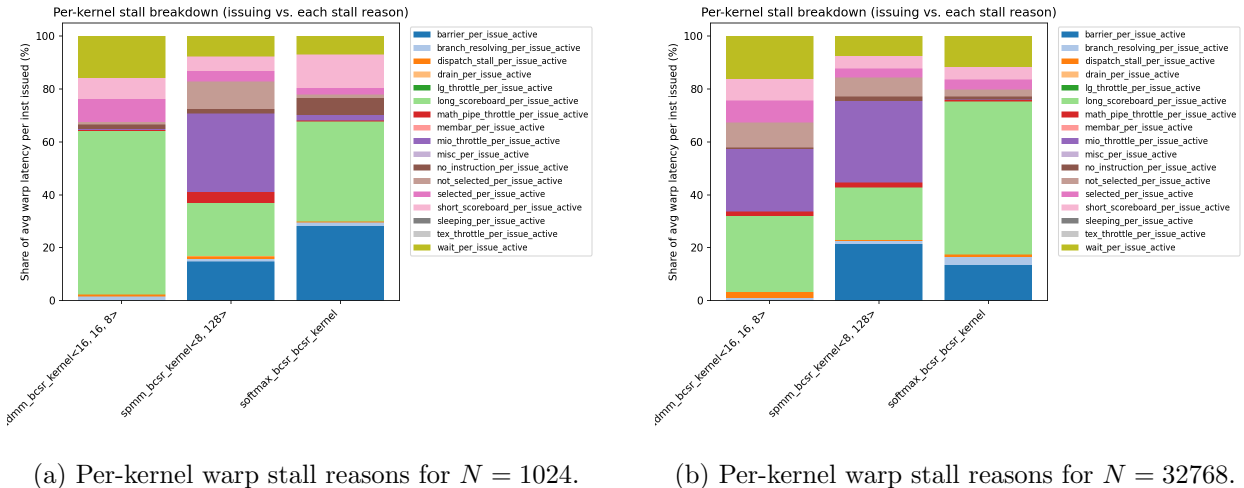 Per-kernel stall breakdown (issuing vs. each stall reason)
Share of avg warp latency per inst issued (%)
100
80
60
40
20
0
.dmm_bcsr_kernel<16, 16, 8>
spmm_bcsr_kernel<8, 128>
softmax_bcsr_bcsr_kernel
barrier_per_issue_active
branch_resolving_per_issue_active
dispatch_stall_per_issue_active
drain_per_issue_active
lg_throttle_per_issue_active
long_scoreboard_per_issue_active
math_pipe_throttle_per_issue_active
membar_per_issue_active
mio_throttle_per_issue_active
misc_per_issue_active
no_instruction_per_issue_active
not_selected_per_issue_active
selected_per_issue_active
short_scoreboard_per_issue_active
sleeping_per_issue_active
tex_throttle_per_issue_active
wait_per_issue_active
(a) Per-kernel warp stall reasons for N = 1024.
Per-kernel stall breakdown (issuing vs. each stall reason)
Share of avg warp latency per inst issued (%)
100
80
60
40
20
0
.dmm_bcsr_kernel<16, 16, 8>
spmm_bcsr_kernel<8, 128>
softmax_bcsr_bcsr_kernel
barrier_per_issue_active
branch_resolving_per_issue_active
dispatch_stall_per_issue_active
drain_per_issue_active
lg_throttle_per_issue_active
long_scoreboard_per_issue_active
math_pipe_throttle_per_issue_active
membar_per_issue_active
mio_throttle_per_issue_active
misc_per_issue_active
no_instruction_per_issue_active
not_selected_per_issue_active
selected_per_issue_active
short_scoreboard_per_issue_active
sleeping_per_issue_active
tex_throttle_per_issue_active
wait_per_issue_active
(b) Per-kernel warp stall reasons for N = 32768.